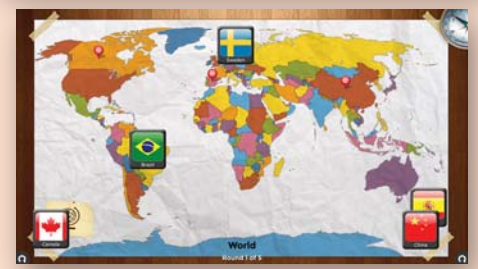 Sweden
Brazil
Canada
China
World
Round 1 of 5